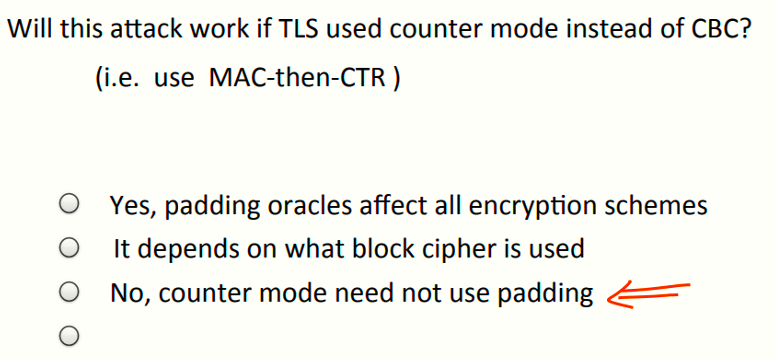 Will this attack work if TLS used counter mode instead of CBC?
(i.e. use MAC-then-CTR )
Yes, padding oracles affect all encryption schemes
It depends on what block cipher is used
No, counter mode need not use padding